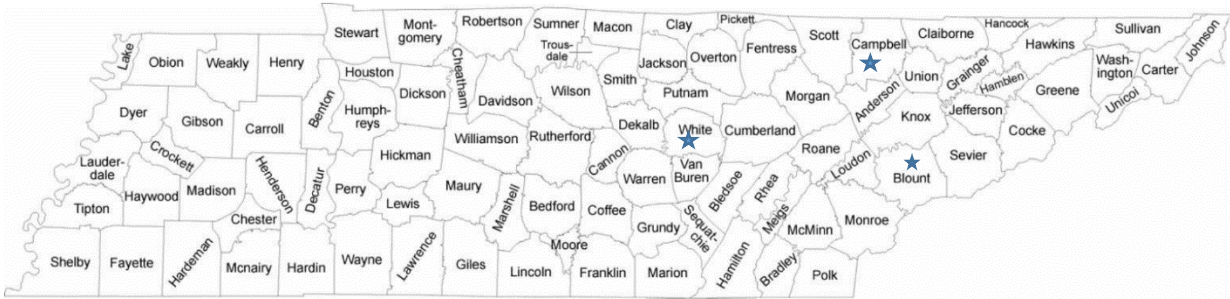 Lake
Obion
Weakly
Henry
Stewart
Mont-
gomery
Robertson
Sumner
Trous-
dale
Macon
Clay
Pickett
Fentress
Scott
Campbell
Claiborne
Hancock
Hawkins
Sullivan
Johnson
Carter
Wash-
ington
Unicoi
Greene
Hamblen
Grainger
Union
Anderson
Morgan
Overton
Jackson
Smith
Putnam
Wilson
Davidson
Cheatham
Dickson
Houston
Humph-
reys
Benton
Carroll
Gibson
Dyer
Lauder-
dale
Crockett
Haywood
Madison
Henderson
Decatur
Perry
Hickman
Williamson
Rutherford
Cannon
Dekalb
White
Cumberland
Roane
Loudon
Knox
Jefferson
Cocke
Sevier
Blount
Monroe
McMinn
Meigs
Rhea
Bledsoe
Van
Buren
Warren
Coffee
Bedford
Marshell
Maury
Lewis
Chester
Tipton
Shelby
Fayette
Hardeman
Mcnairy
Hardin
Wayne
Lawrence
Giles
Lincoln
Moore
Franklin
Grundy
Sequat-
chie
Marion
Hamilton
Bradley
Polk